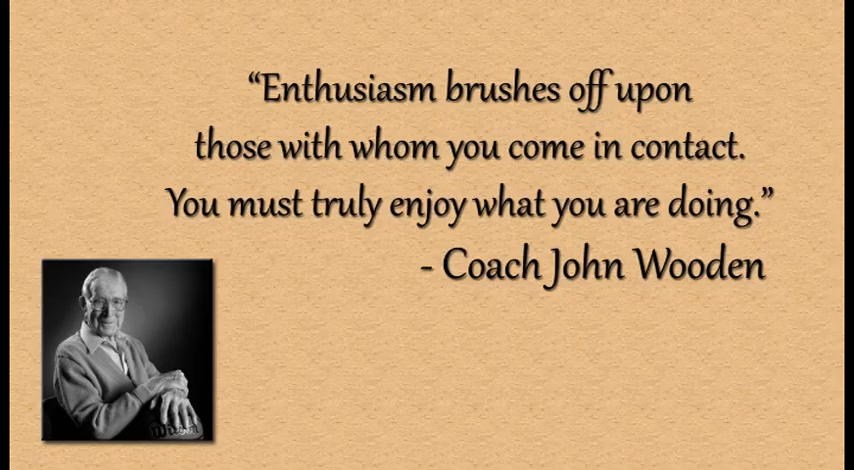 “Enthusiasm brushes off upon
those with whom you come in contact.
You must truly enjoy what you are doing.”
- Coach John Wooden